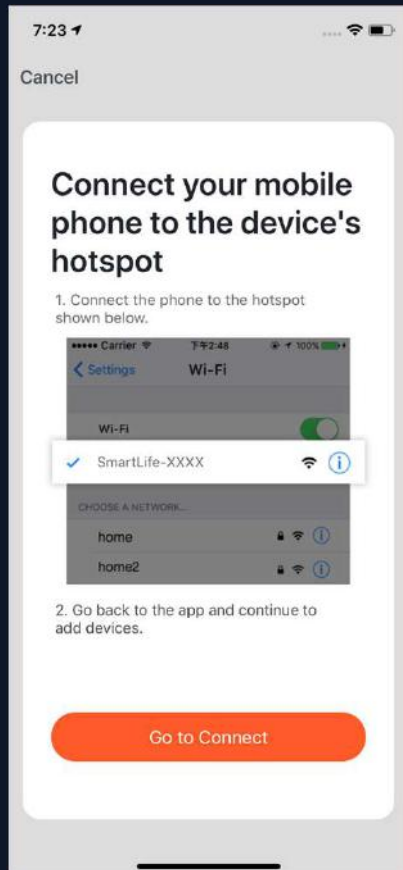 7:23
Cancel
Connect your mobile
phone to the device's
hotspot
1. Connect the phone to the hotspot
shown below.
Carrier 下午2:48 100%
Settings Wi-Fi
Wi-Fi
SmartLife-XXXX
CHOOSE A NETWORK...
home
home2
2. Go back to the app and continue to
add devices.
Go to Connect